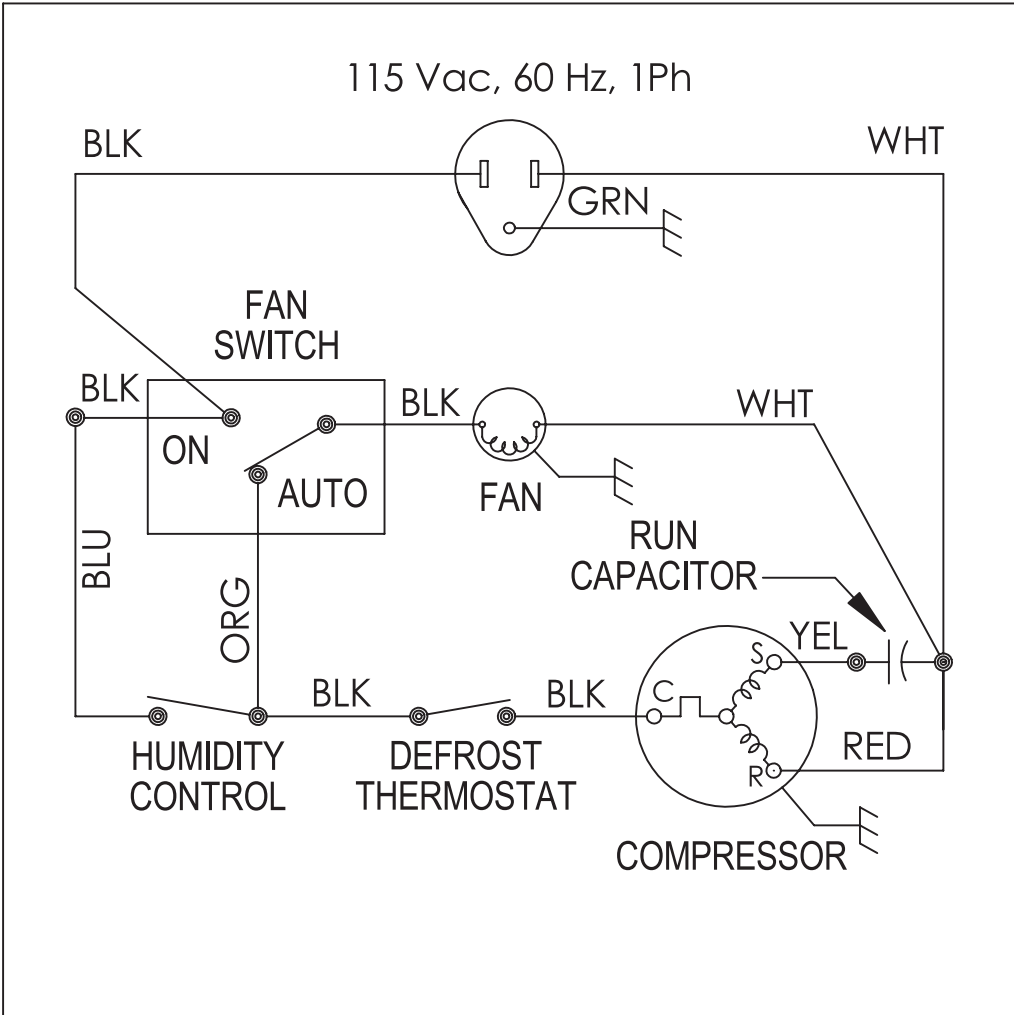 115 Vac, 60 Hz, 1Ph
BLK
WHT
GRN
FAN
SWITCH
BLK
BLK
WHT
ON
AUTO
FAN
BLU
ORG
RUN
CAPACITOR
YEL
S
C
BLK
BLK
RED
R
HUMIDITY
CONTROL
DEFROST
THERMOSTAT
COMPRESSOR